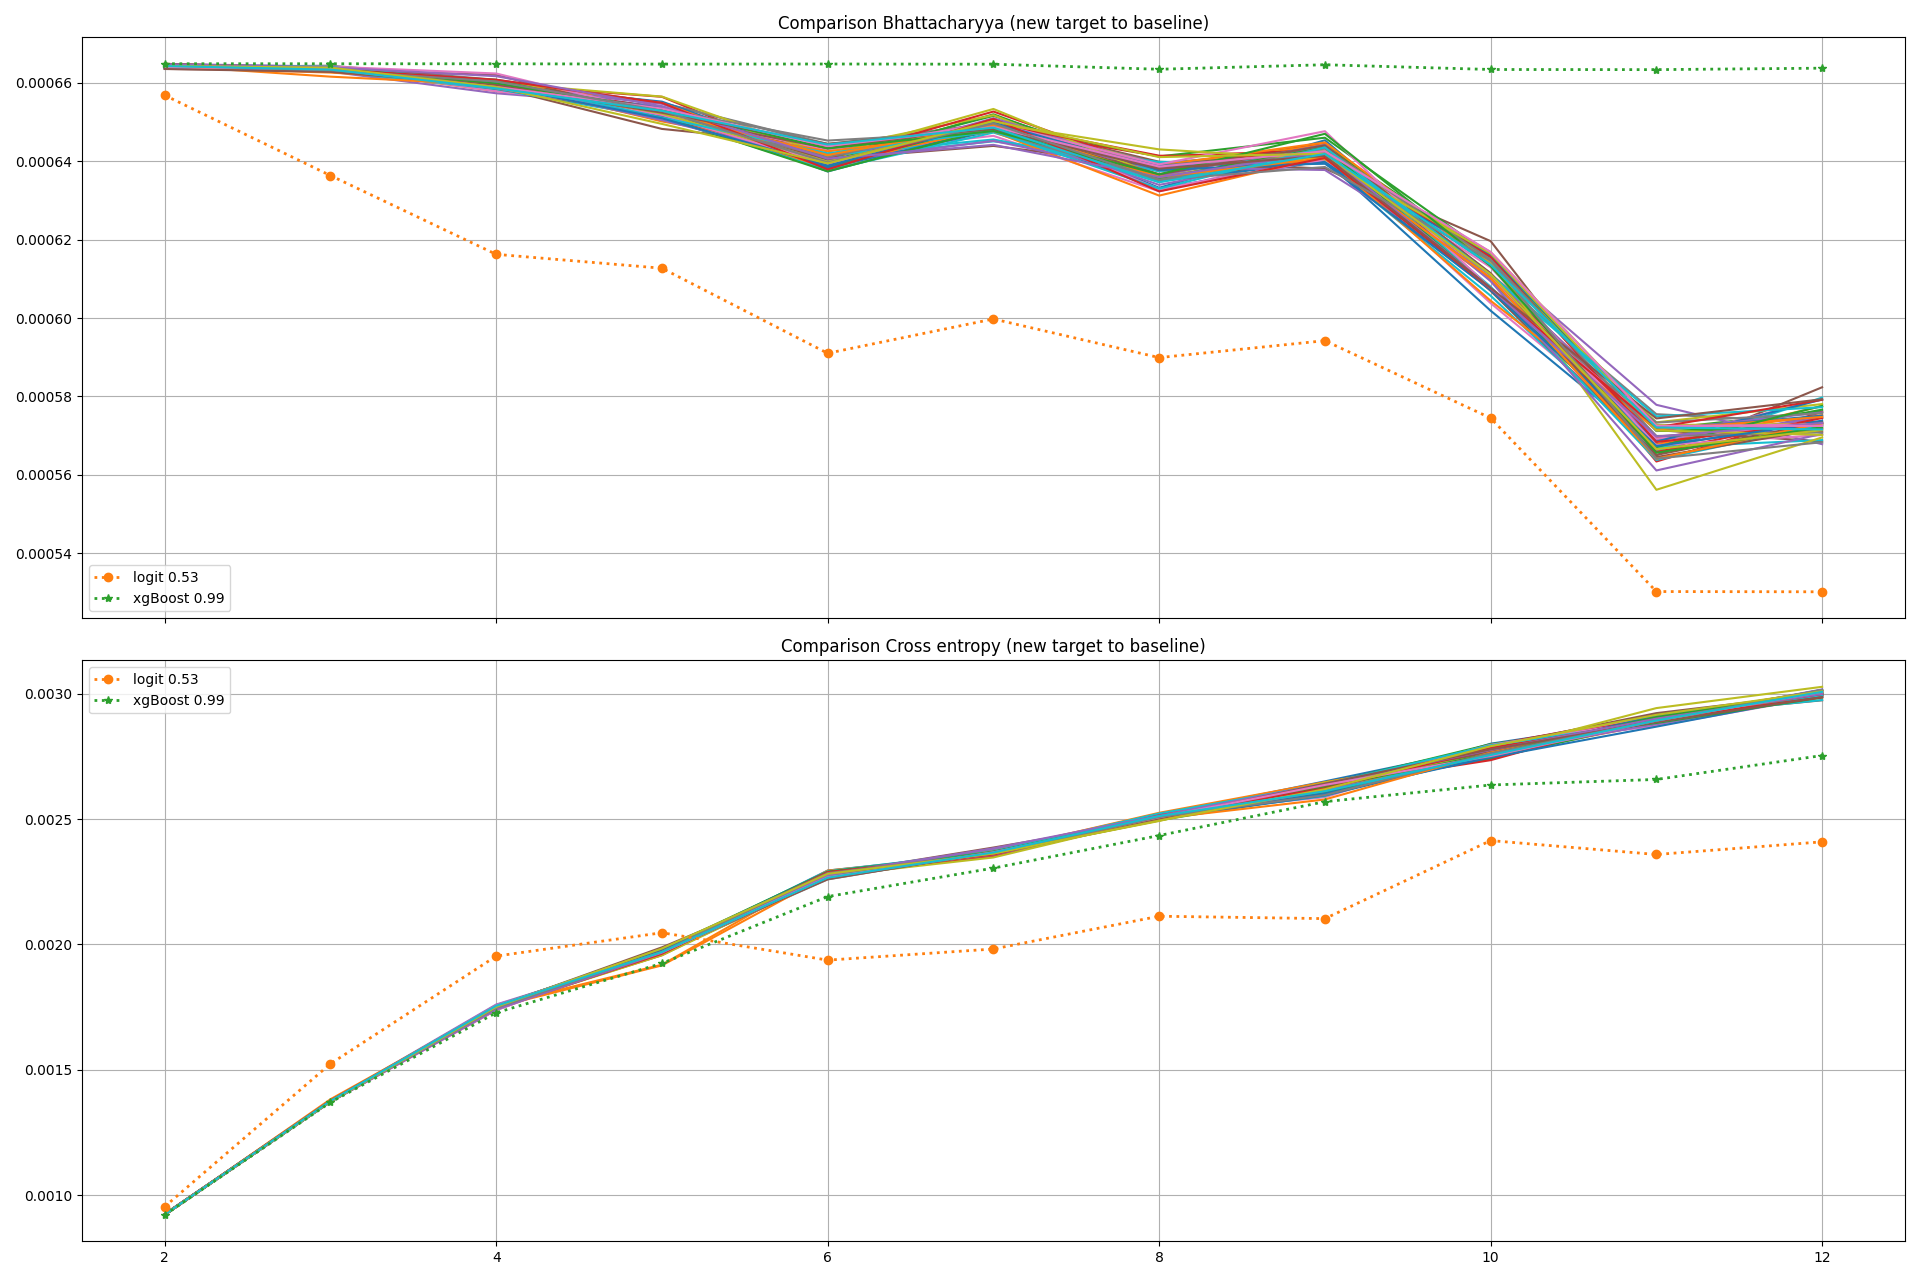 Comparison Bhattacharyya (new target to baseline)
0.00066
0.00064
0.00062
0.00060
0.00058
0.00056
0.00054
logit 0.53
xgBoost 0.99
Comparison Cross entropy (new target to baseline)
logit 0.53
xgBoost 0.99
0.0030
0.0025
0.0020
0.0015
0.0010
2 4 6 8 10 12